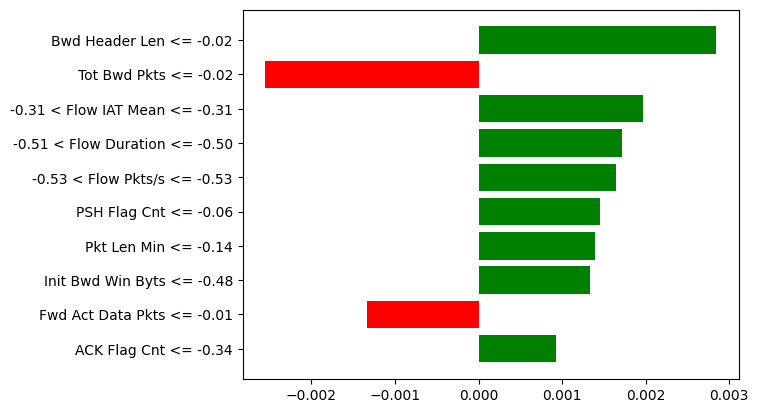 Bwd Header Len <= -0.02
Tot Bwd Pkts <= -0.02
-0.31 < Flow IAT Mean <= -0.31
-0.51 < Flow Duration <= -0.50
-0.53 < Flow Pkts/s <= -0.53
PSH Flag Cnt <= -0.06
Pkt Len Min <= -0.14
Init Bwd Win Byts <= -0.48
Fwd Act Data Pkts <= -0.01
ACK Flag Cnt <= -0.34
−0.002 −0.001 0.000 0.001 0.002 0.003